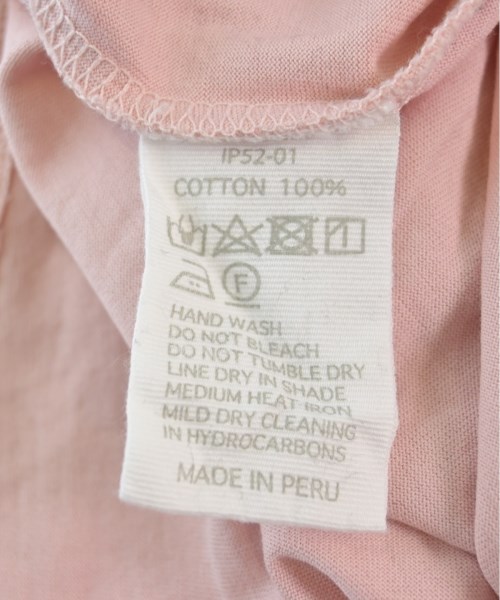 IP52-01
COTTON 100%
F
HAND WASH
DO NOT BLEACH
DO NOT TUMBLE DRY
LINE DRY IN SHADE
MEDIUM HEAT IRON
MILD DRY CLEANING
IN HYDROCARBONS
MADE IN PERU